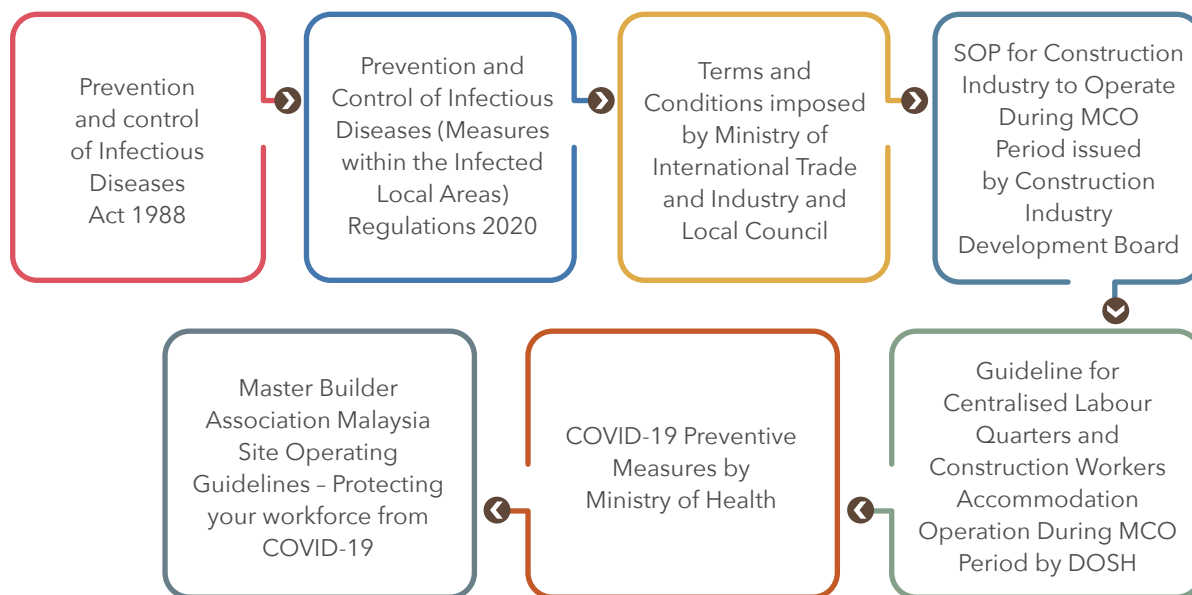 Prevention
and control
of Infectious
Diseases
Act 1988
Prevention and
Control of Infectious
Diseases (Measures
within the Infected
Local Areas)
Regulations 2020
Terms and
Conditions imposed
by Ministry of
International Trade
and Industry and
Local Council
SOP for Construction
Industry to Operate
During MCO
Period issued
by Construction
Industry
Development Board
Guideline for
Centralised Labour
Quarters and
Construction Workers
Accommodation
Operation During MCO
Period by DOSH
COVID-19 Preventive
Measures by
Ministry of Health
Master Builder
Association Malaysia
Site Operating
Guidelines – Protecting
your workforce from
COVID-19